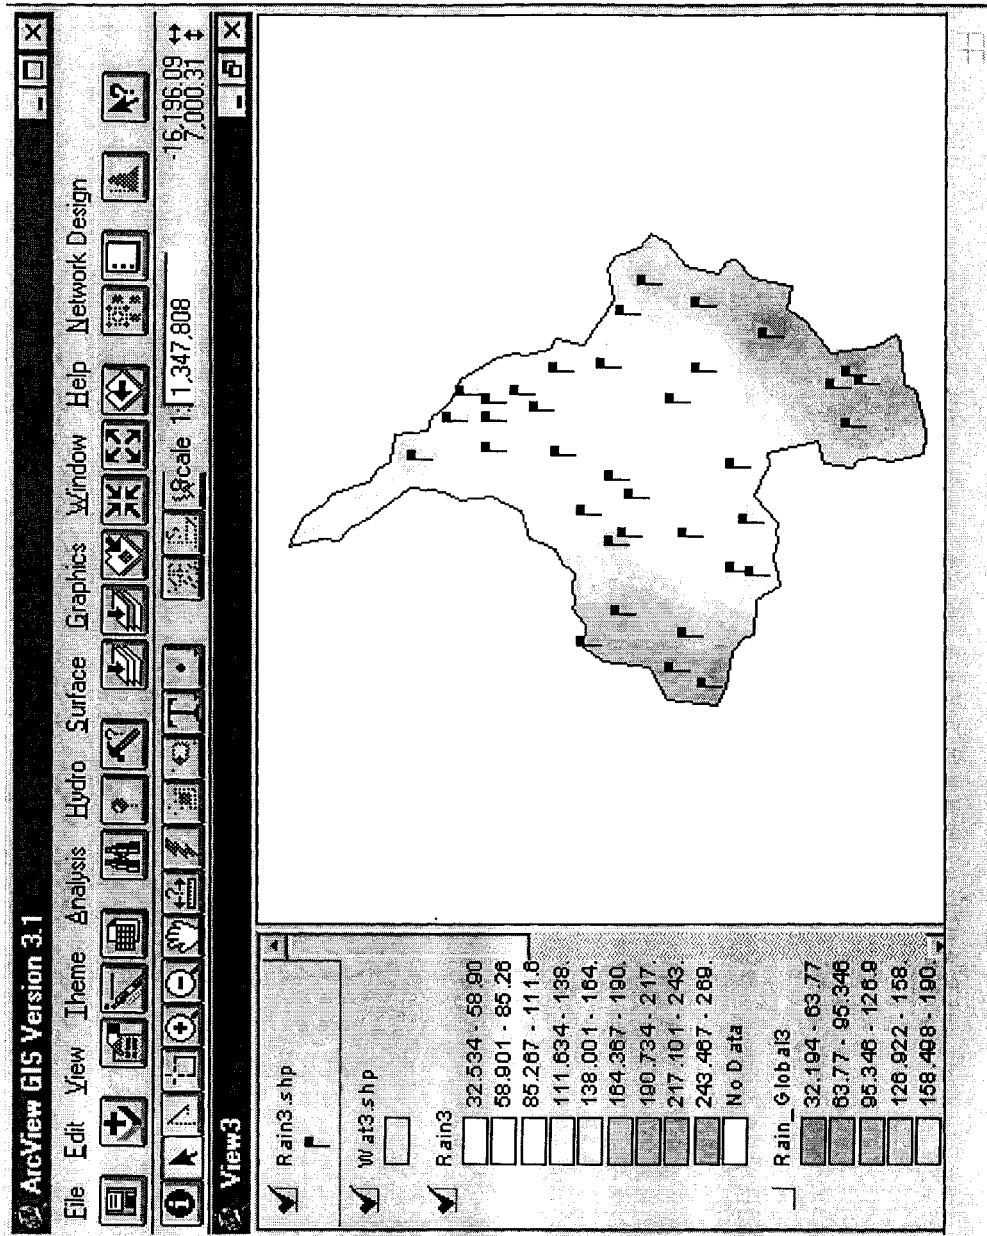 ArcView GIS Version 3.1
File Edit View Theme Analysis Hydro Surface Graphics Window Help Network Design
Scale 1: 1,347,808
-16,196.09
7,000.31
View3
Rain3.shp
Wat3.shp
Rain3
32.534 - 58.90
58.901 - 85.26
85.267 - 111.6
111.634 - 138.
138.001 - 164.
164.367 - 190.
190.734 - 217.
217.101 - 243.
243.467 - 269.
No Data
Rain_Global3
32.194 - 63.77
63.77 - 95.346
95.346 - 126.9
126.922 - 158.
158.498 - 190.